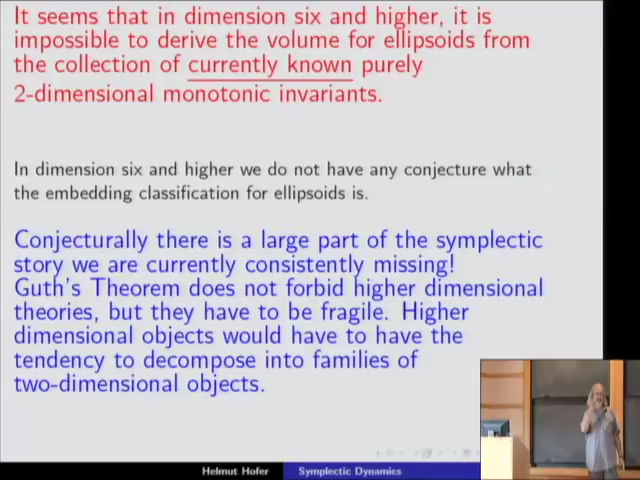 It seems that in dimension six and higher, it is
impossible to derive the volume for ellipsoids from
the collection of currently known purely
2-dimensional monotonic invariants.
In dimension six and higher we do not have any conjecture what
the embedding classification for ellipsoids is.
Conjecturally there is a large part of the symplectic
story we are currently consistently missing!
Guth's Theorem does not forbid higher dimensional
theories, but they have to be fragile. Higher
dimensional objects would have to have the
tendency to decompose into families of
two-dimensional objects.
Helmut Hofer Symplectic Dynamics